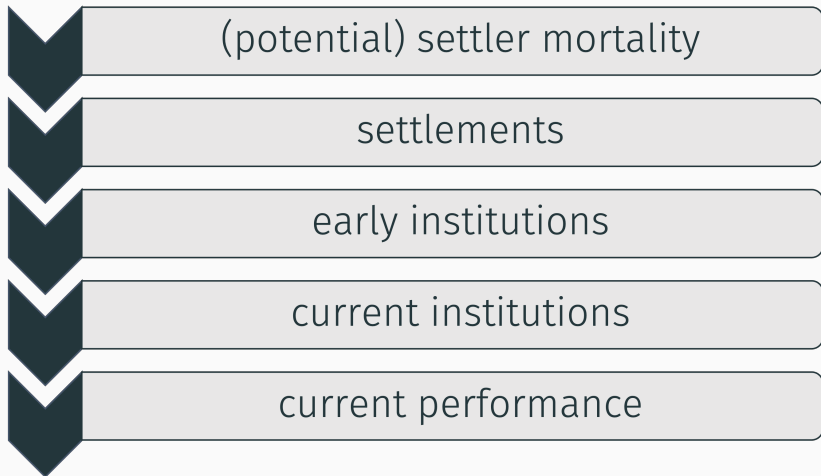 (potential) settler mortality
settlements
early institutions
current institutions
current performance